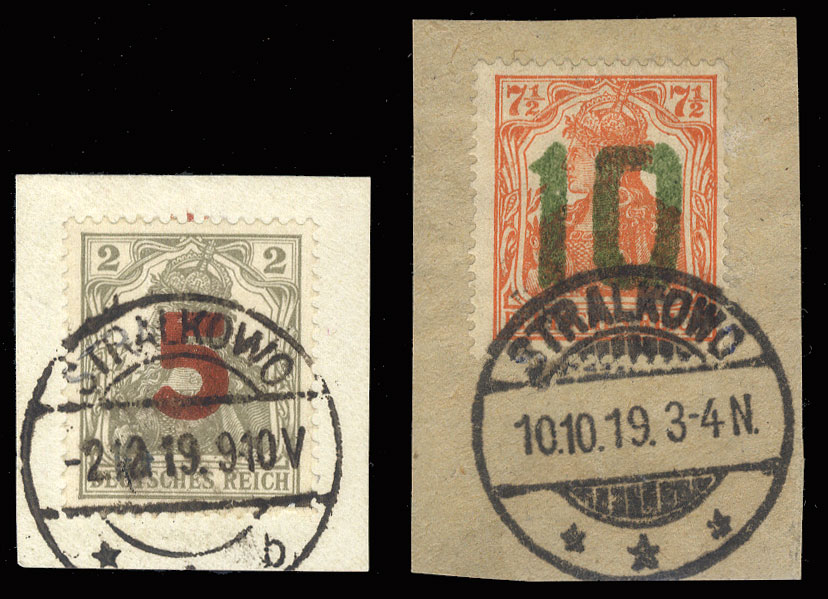 2 2
5
STRALKOWO
-2.10.19. 9-10V
DEUTSCHES REICH
b
7½ 7½
10
STRALKOWO
10.10.19. 3-4 N.